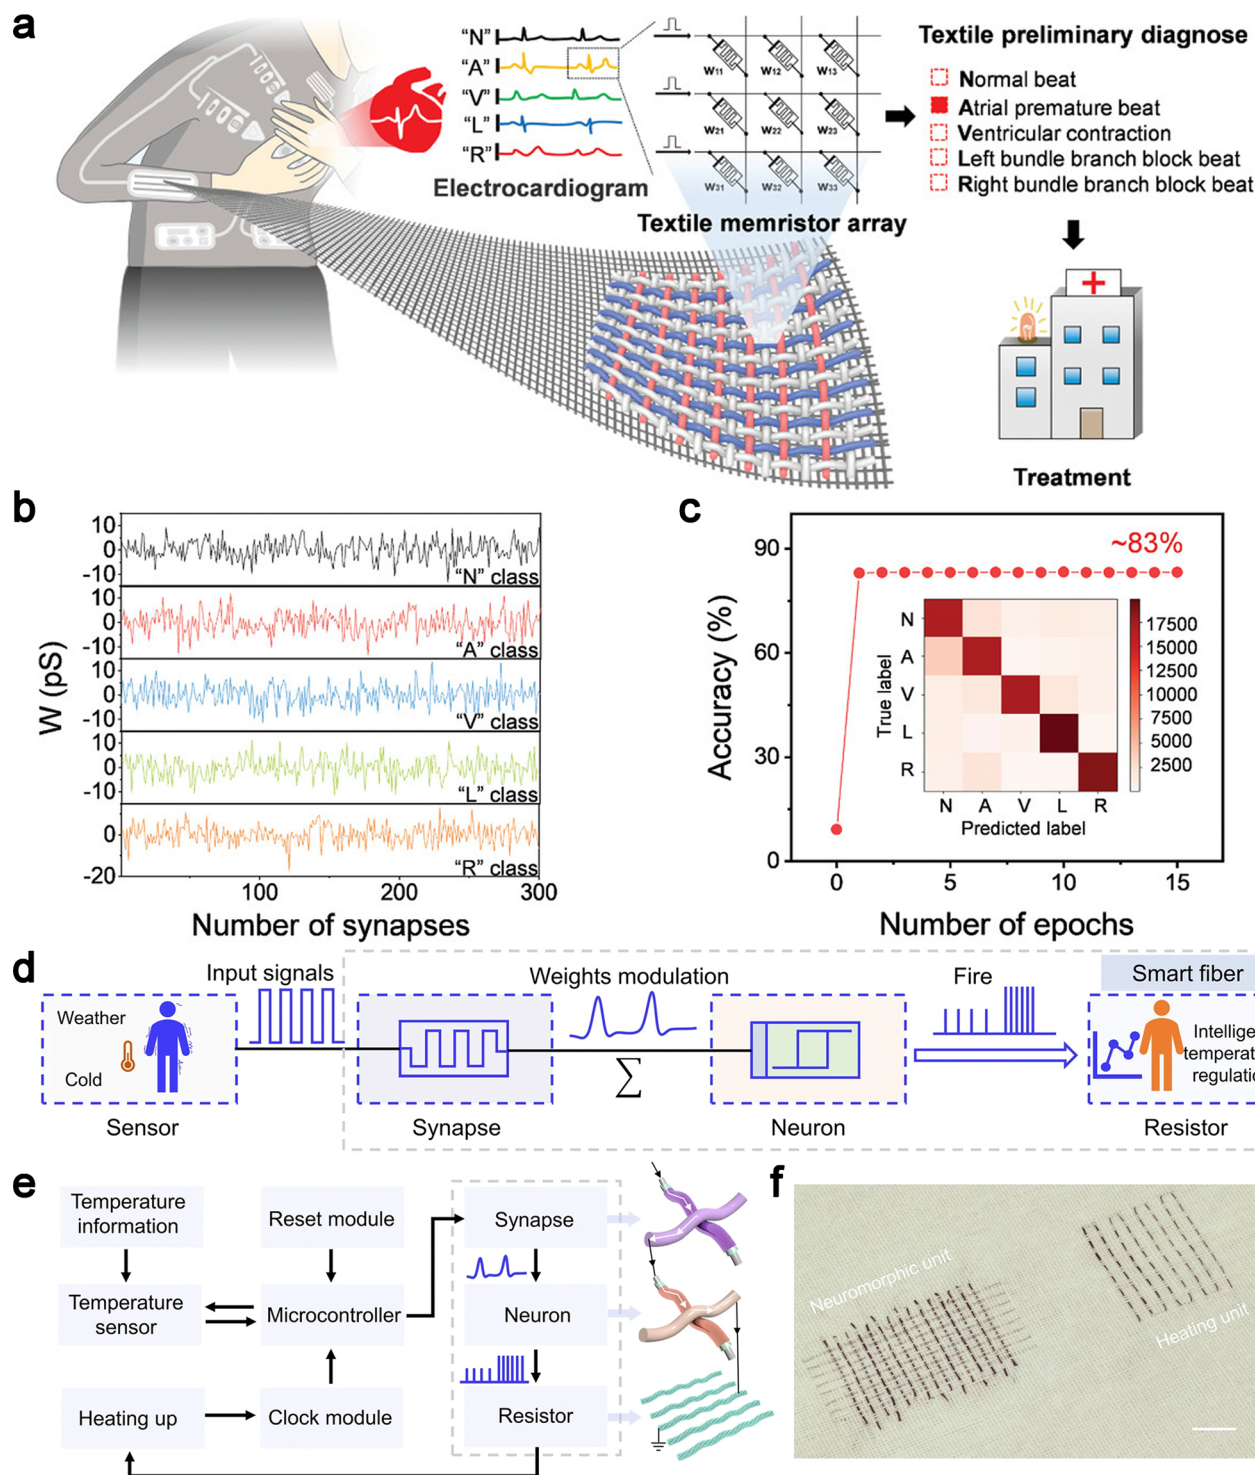 a
"N"
"A"
"V"
"L"
"R"
Electrocardiogram
W11 W12 W13
W21 W22 W23
W31 W32 W33
Textile memristor array
Textile preliminary diagnose
Normal beat
Atrial premature beat
Ventricular contraction
Left bundle branch block beat
Right bundle branch block beat
Treatment
b
W (pS)
10
0
-10
"N" class
10
0
-10
"A" class
10
0
-10
"V" class
10
0
-10
"L" class
0
-20
"R" class
100 200 300
Number of synapses
c
Accuracy (%)
90
60
30
0
~83%
True label
N
A
V
L
R
N A V L R
Predicted label
17500
15000
12500
10000
7500
5000
2500
0 5 10 15
Number of epochs
d
Input signals
Weights modulation
Fire
Smart fiber
Weather
Cold
Σ
Intellige
temperat
regulatio
Sensor
Synapse
Neuron
Resistor
e
Temperature
information
Reset module
Synapse
Temperature
sensor
Microcontroller
Neuron
Heating up
Clock module
Resistor
f
Neuromorphic unit
Heating unit